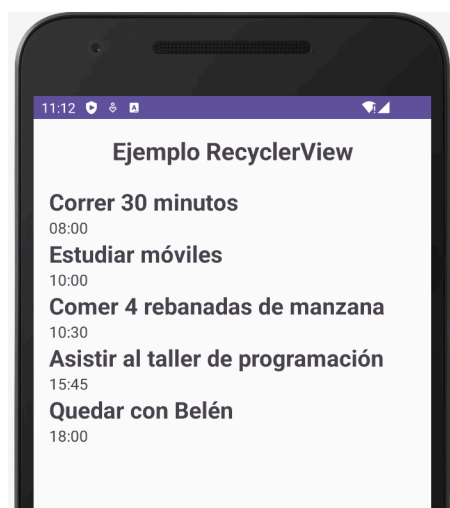 11:12
Ejemplo RecyclerView
Correr 30 minutos
08:00
Estudiar móviles
10:00
Comer 4 rebanadas de manzana
10:30
Asistir al taller de programación
15:45
Quedar con Belén
18:00